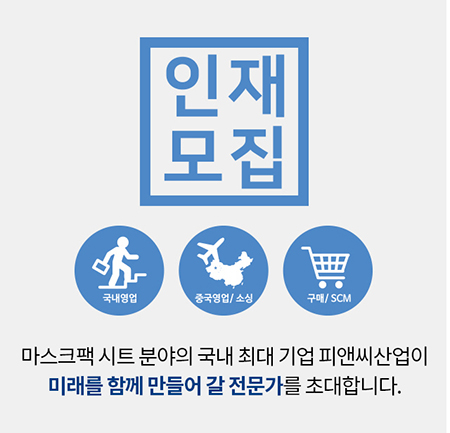 인재
모집
국내영업
중국영업/ 소싱
구매/ SCM
마스크팩 시트 분야의 국내 최대 기업 피앤씨산업이
미래를 함께 만들어 갈 전문가를 초대합니다.